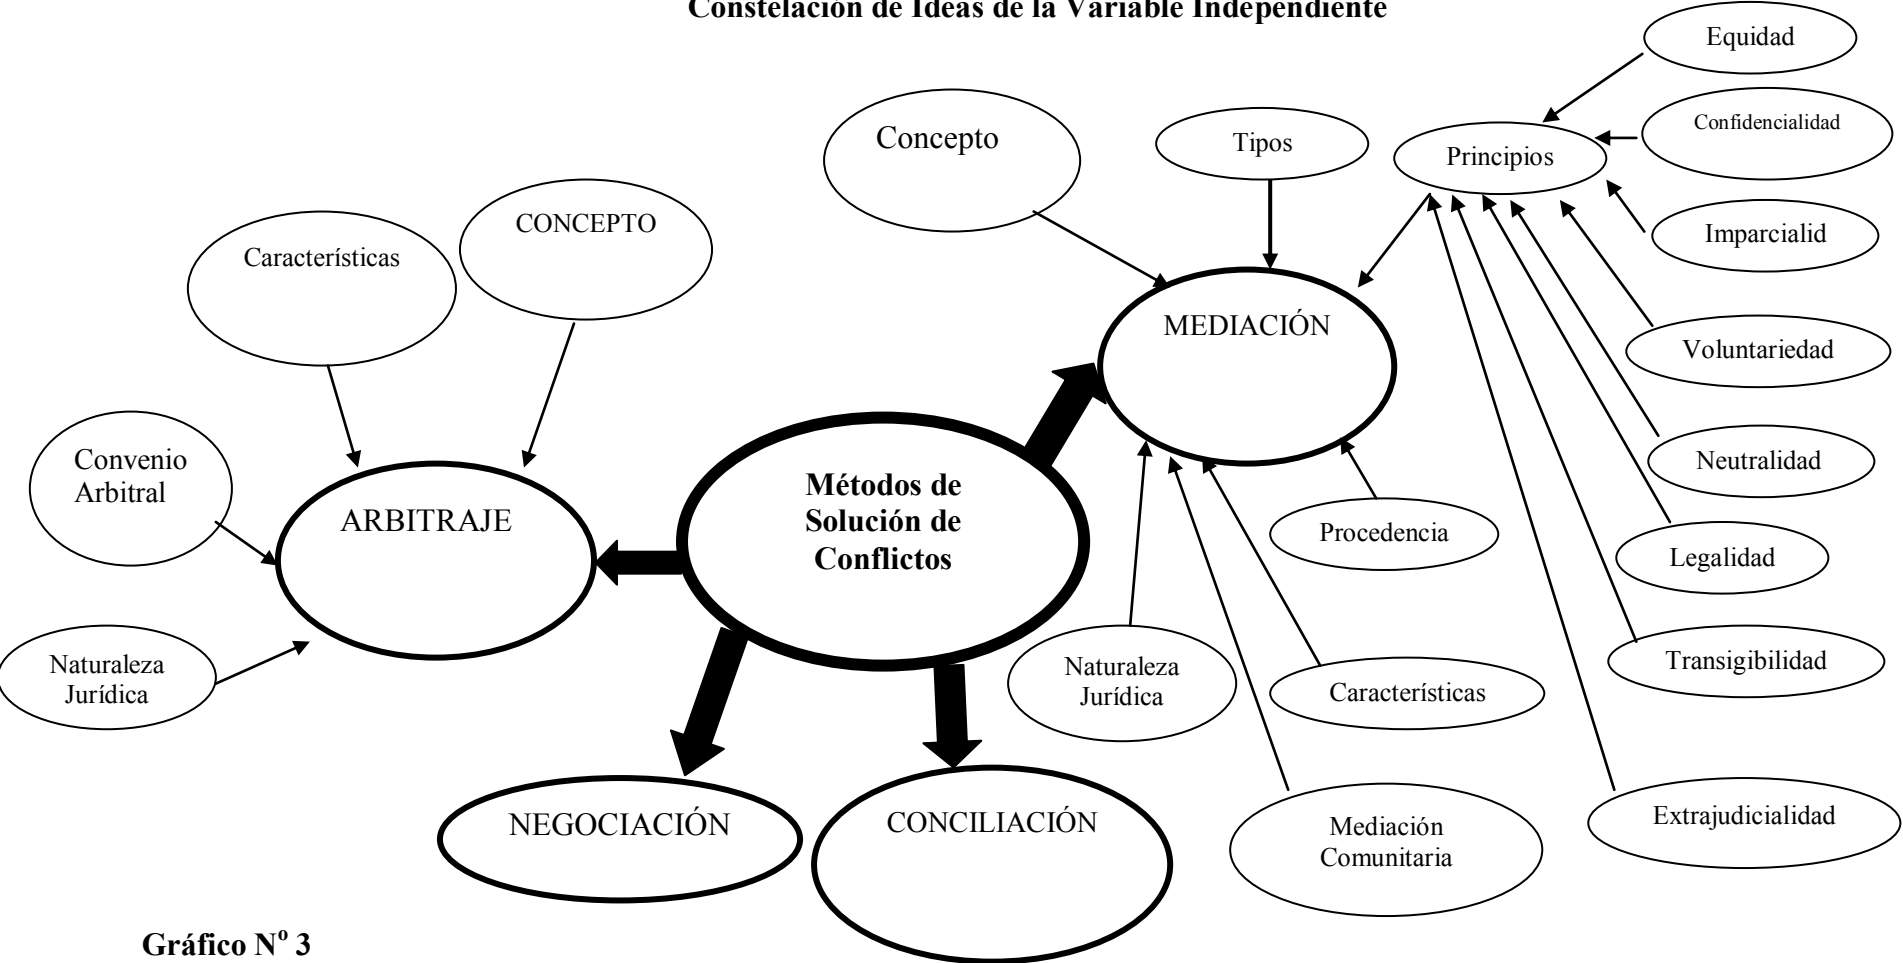 Constelación de Ideas de la Variable Independiente
Equidad
Confidencialidad
Concepto
Tipos
Principios
CONCEPTO
Características
Imparcialid
MEDIACIÓN
Voluntariedad
Convenio
Arbitral
Neutralidad
Métodos de
Solución de
Conflictos
ARBITRAJE
Procedencia
Legalidad
Naturaleza
Jurídica
Naturaleza
Jurídica
Características
Transigibilidad
NEGOCIACIÓN
CONCILIACIÓN
Mediación
Comunitaria
Extrajudicialidad
Gráfico Nº 3